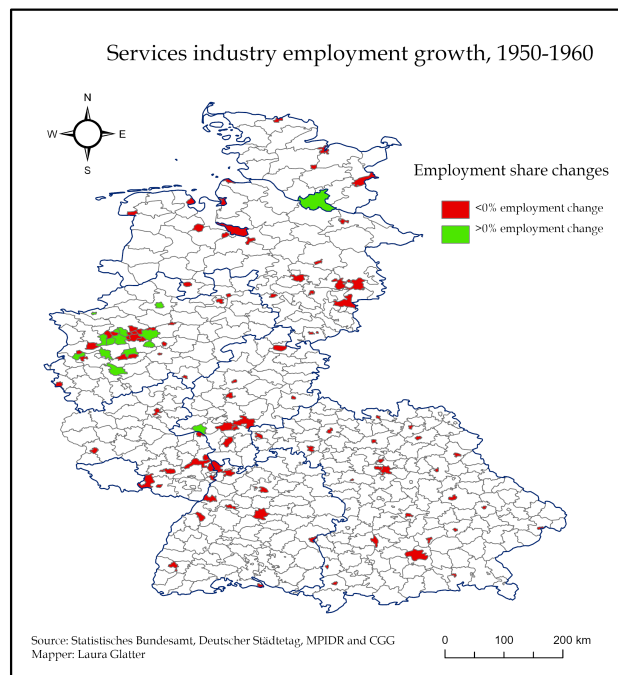 Services industry employment growth, 1950-1960
N
W
E
S
Employment share changes
<0% employment change
>0% employment change
Source: Statistisches Bundesamt, Deutscher Städtetag, MPIDR and CGG
Mapper: Laura Glatter
0 100 200 km